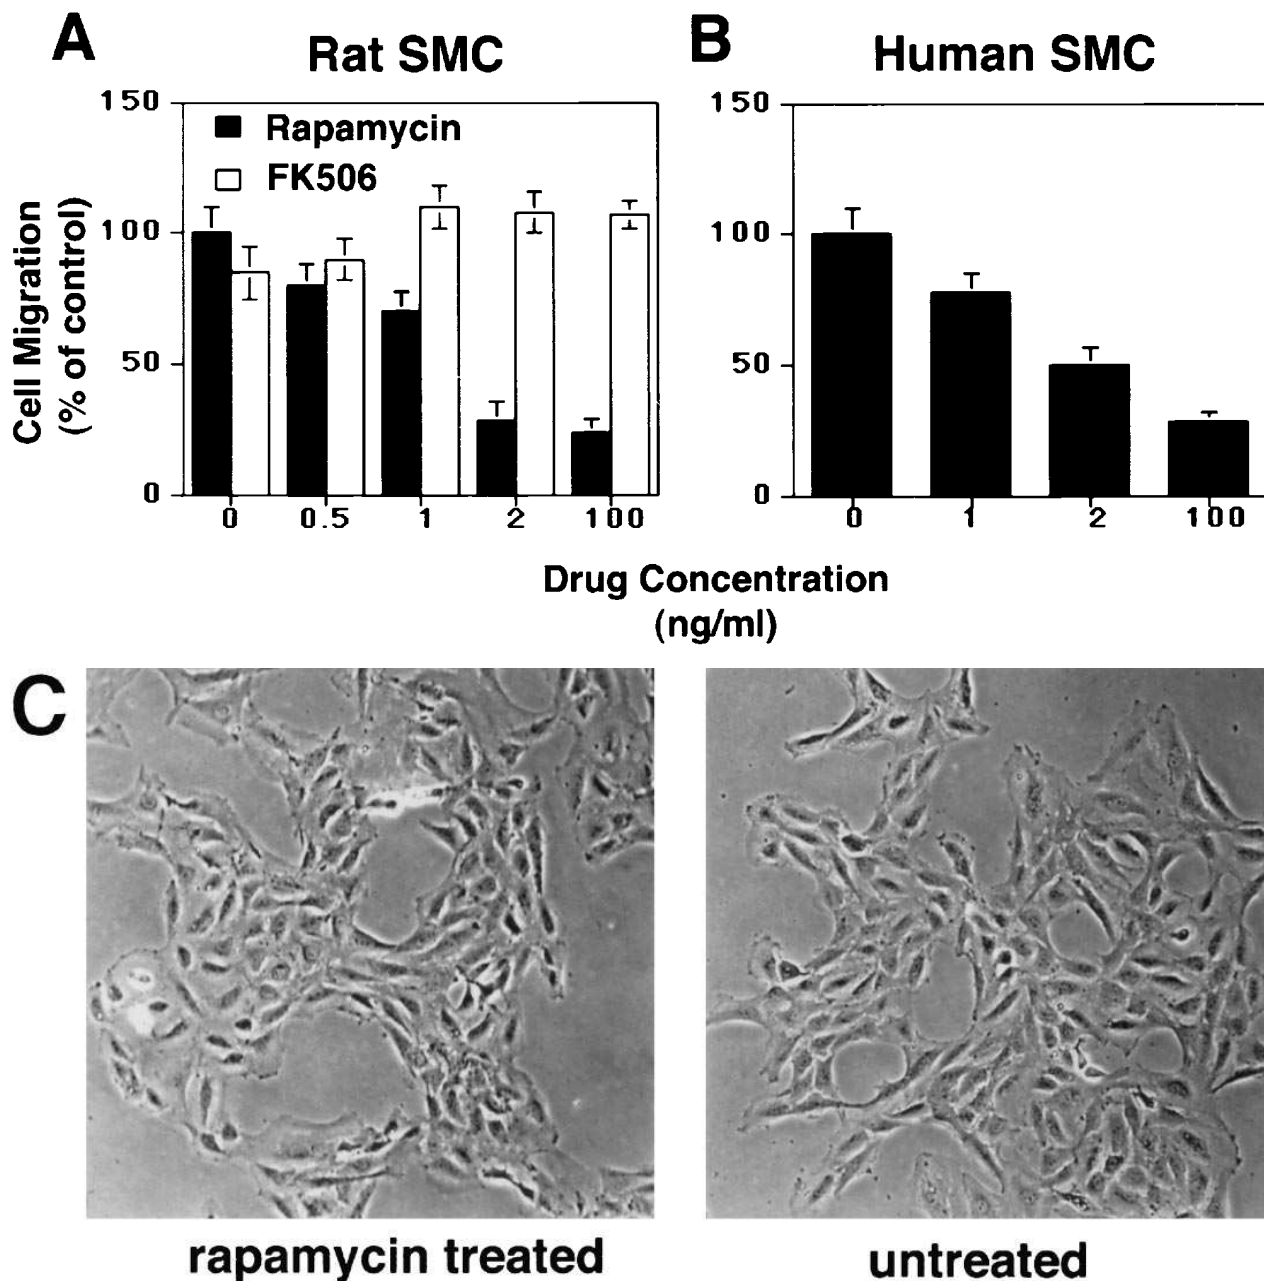 A
Rat SMC
B
Human SMC
150
100
50
0
Rapamycin
FK506
Cell Migration
(% of control)
0 0.5 1 2 100
150
100
50
0
0 1 2 100
Drug Concentration
(ng/ml)
C
rapamycin treated
untreated